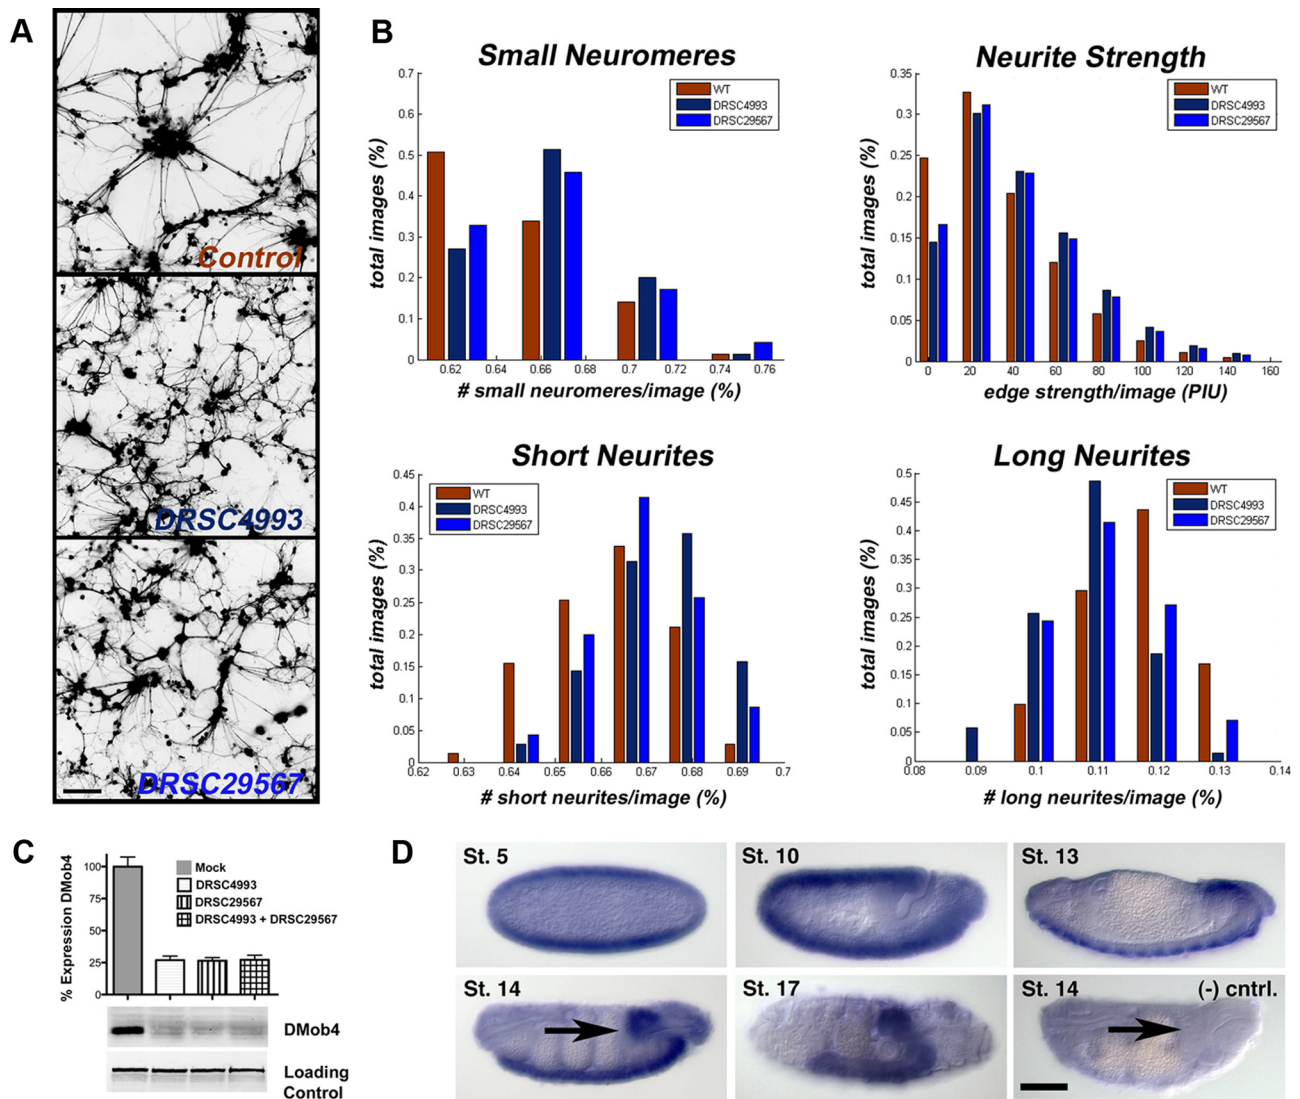 A
Control
DRSC4993
DRSC29567
B
Small Neuromeres
total images (%)
0.7
0.6
0.5
0.4
0.3
0.2
0.1
0
WT
DRSC4993
DRSC29567
0.62 0.64 0.66 0.68 0.7 0.72 0.74 0.76
# small neuromeres/image (%)
Neurite Strength
total images (%)
0.35
0.3
0.25
0.2
0.15
0.1
0.05
0
WT
DRSC4993
DRSC29567
0 20 40 60 80 100 120 140 160
edge strength/image (PIU)
Short Neurites
total images (%)
0.45
0.4
0.35
0.3
0.25
0.2
0.15
0.1
0.05
0
WT
DRSC4993
DRSC29567
0.62 0.63 0.64 0.65 0.66 0.67 0.68 0.69 0.7
# short neurites/image (%)
Long Neurites
total images (%)
0.5
0.45
0.4
0.35
0.3
0.25
0.2
0.15
0.1
0.05
0
WT
DRSC4993
DRSC29567
0.08 0.09 0.1 0.11 0.12 0.13 0.14
# long neurites/image (%)
C
% Expression DMob4
100
75
50
25
0
Mock
DRSC4993
DRSC29567
DRSC4993 + DRSC29567
DMob4
Loading
Control
D
St. 5
St. 10
St. 13
St. 14
St. 17
St. 14 (-) cntrl.